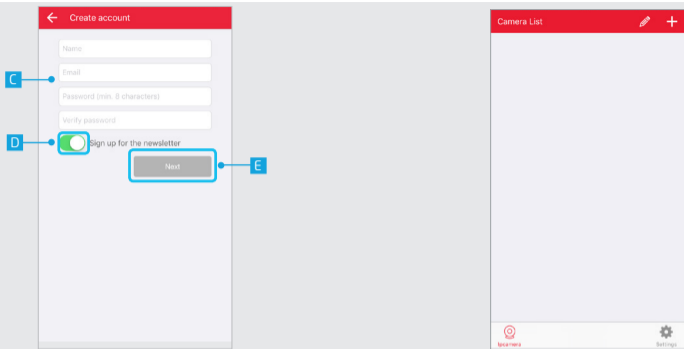 Create account
Name
Email
C
Password (min. 8 characters)
Verify password
D
Sign up for the newsletter
Next
E
Camera List
Ipcamera
Settings